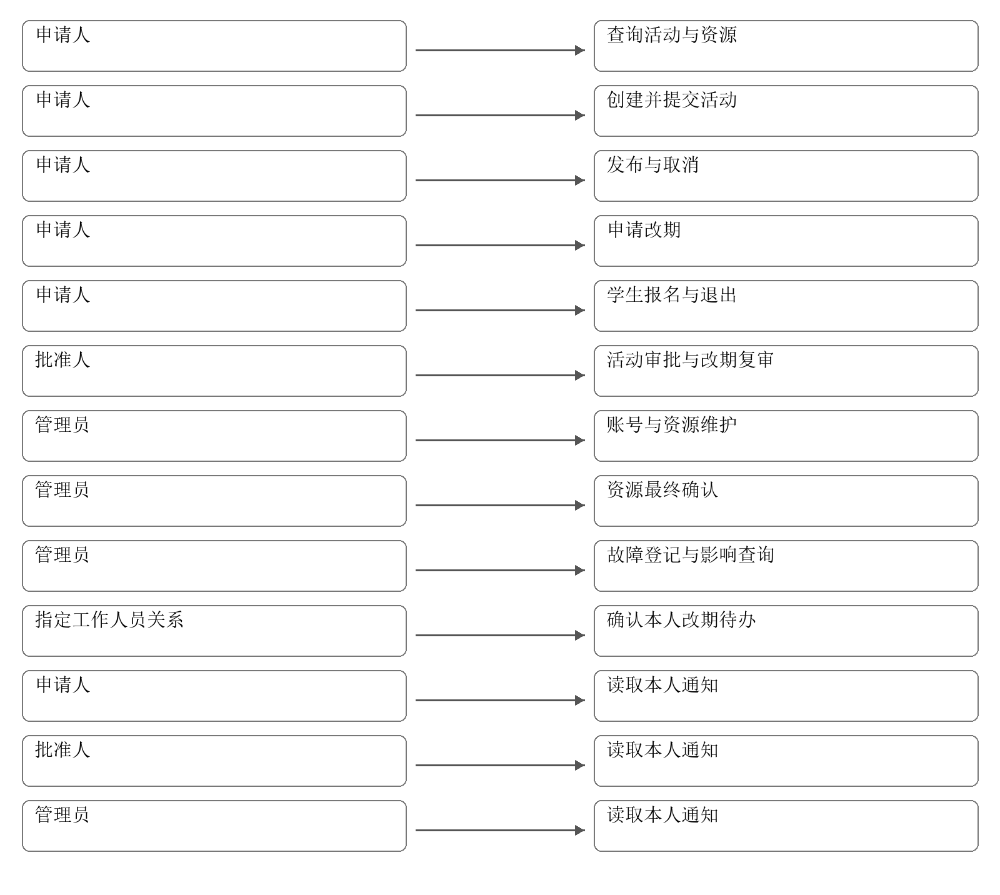 申请人
查询活动与资源
申请人
创建并提交活动
申请人
发布与取消
申请人
申请改期
申请人
学生报名与退出
批准人
活动审批与改期复审
管理员
账号与资源维护
管理员
资源最终确认
管理员
故障登记与影响查询
指定工作人员关系
确认本人改期待办
申请人
读取本人通知
批准人
读取本人通知
管理员
读取本人通知